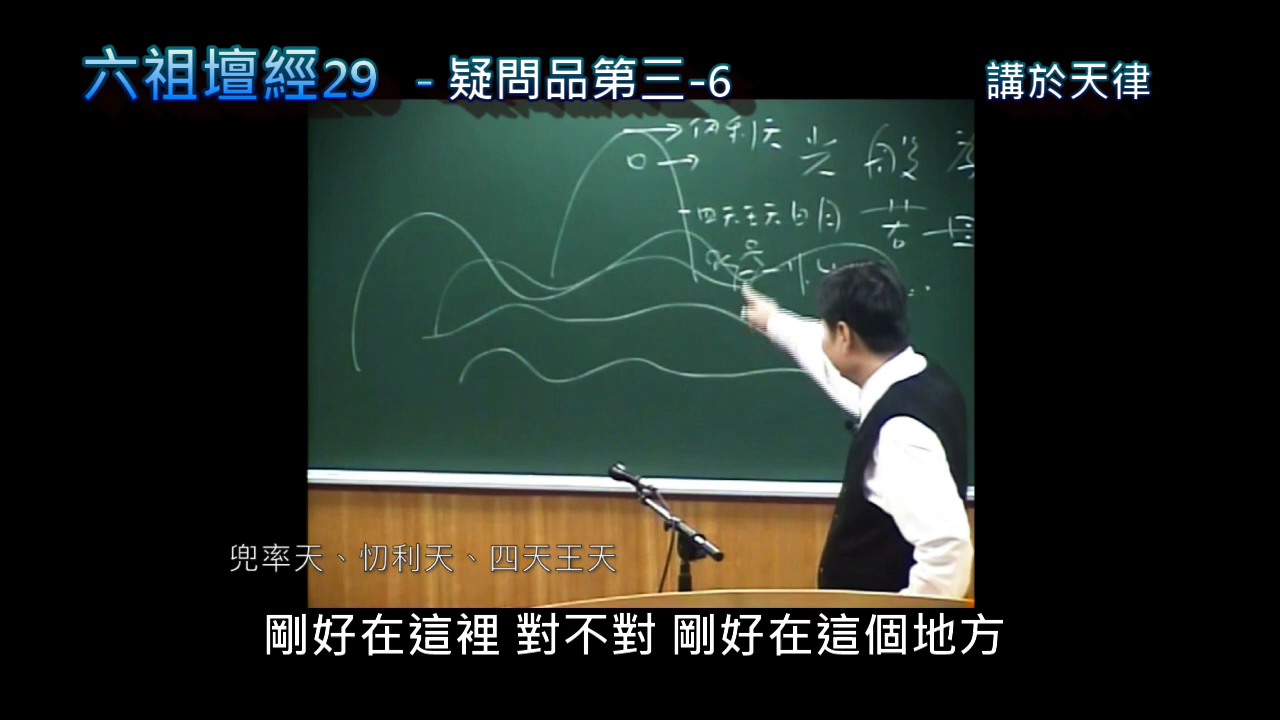 六祖壇經29 - 疑問品第三-6 講於天律
忉利天
四天王天 日月
兜率天、忉利天、四天王天
剛好在這裡 對不對 剛好在這個地方